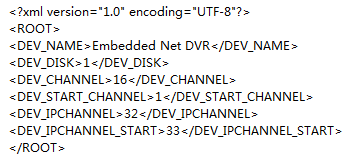 <?xml version="1.0" encoding="UTF-8"?>
<ROOT>
<DEV_NAME>Embedded Net DVR</DEV_NAME>
<DEV_DISK>1</DEV_DISK>
<DEV_CHANNEL>16</DEV_CHANNEL>
<DEV_START_CHANNEL>1</DEV_START_CHANNEL>
<DEV_IPCHANNEL>32</DEV_IPCHANNEL>
<DEV_IPCHANNEL_START>33</DEV_IPCHANNEL_START>
</ROOT>